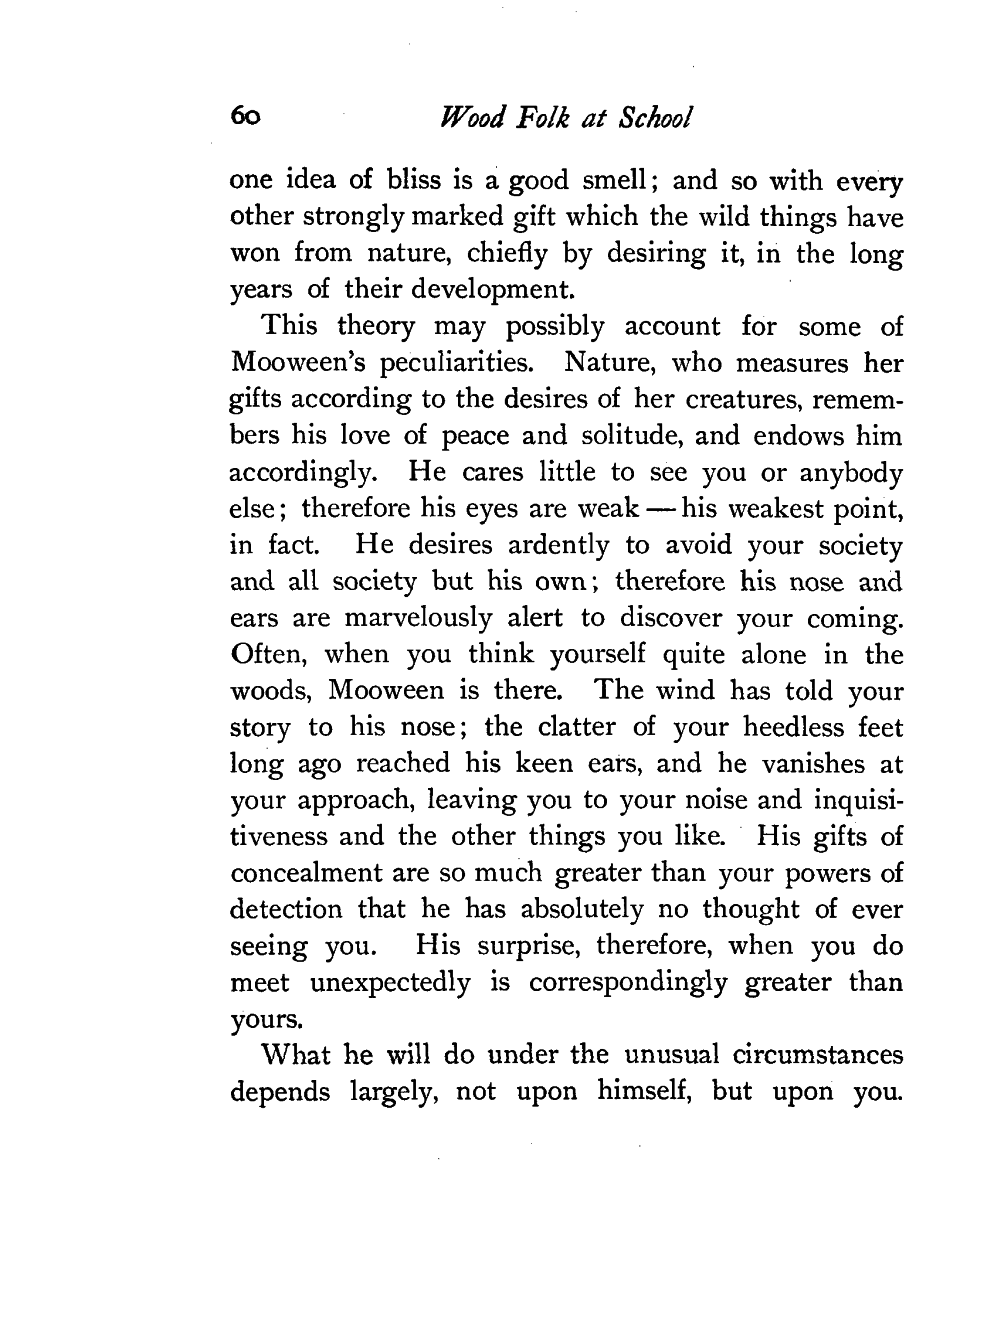 60 Wood Folk at School
one idea of bliss is a good smell; and so with every
other strongly marked gift which the wild things have
won from nature, chiefly by desiring it, in the long
years of their development.
This theory may possibly account for some of
Mooween's peculiarities. Nature, who measures her
gifts according to the desires of her creatures, remem-
bers his love of peace and solitude, and endows him
accordingly. He cares little to see you or anybody
else; therefore his eyes are weak — his weakest point,
in fact. He desires ardently to avoid your society
and all society but his own; therefore his nose and
ears are marvelously alert to discover your coming.
Often, when you think yourself quite alone in the
woods, Mooween is there. The wind has told your
story to his nose; the clatter of your heedless feet
long ago reached his keen ears, and he vanishes at
your approach, leaving you to your noise and inquisi-
tiveness and the other things you like. His gifts of
concealment are so much greater than your powers of
detection that he has absolutely no thought of ever
seeing you. His surprise, therefore, when you do
meet unexpectedly is correspondingly greater than
yours.
What he will do under the unusual circumstances
depends largely, not upon himself, but upon you.